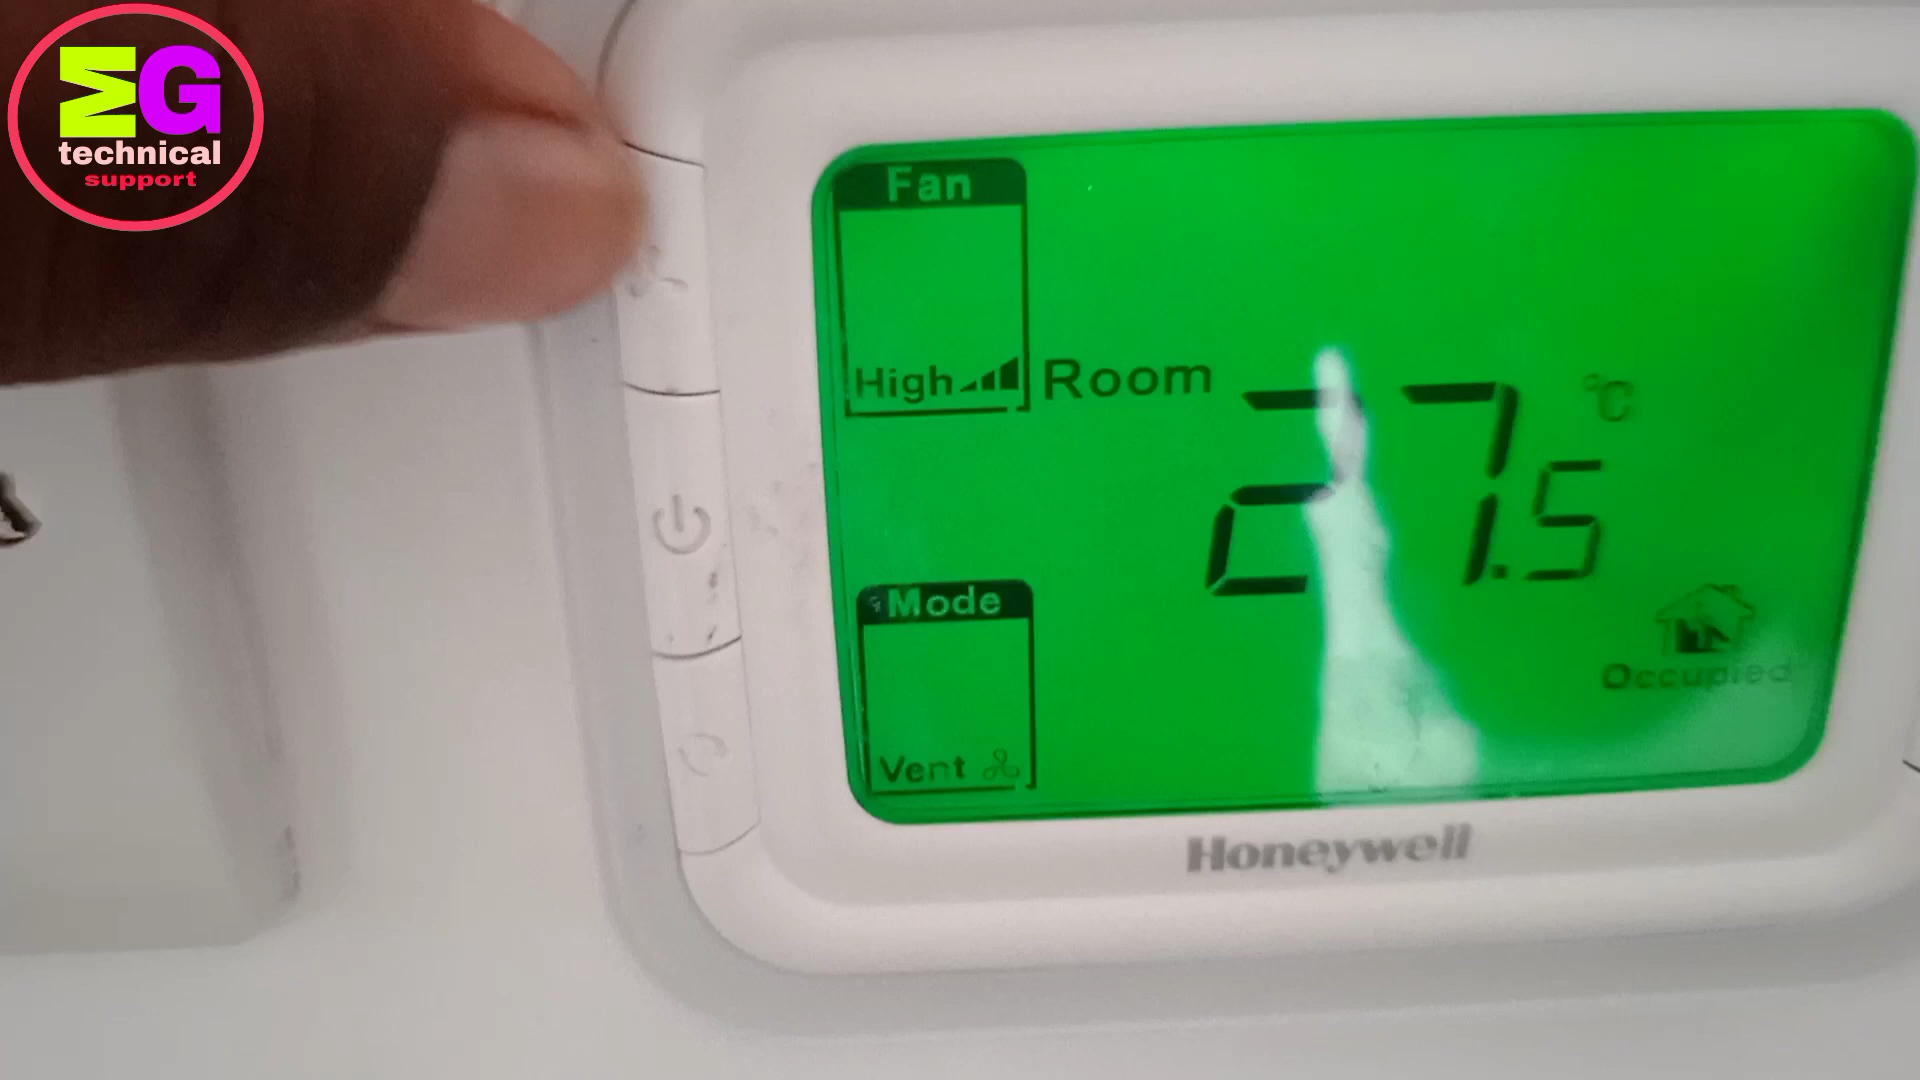 MG
technical
support
Fan
High
Room
27.5
°C
Mode
Vent
Occupied
Honeywell